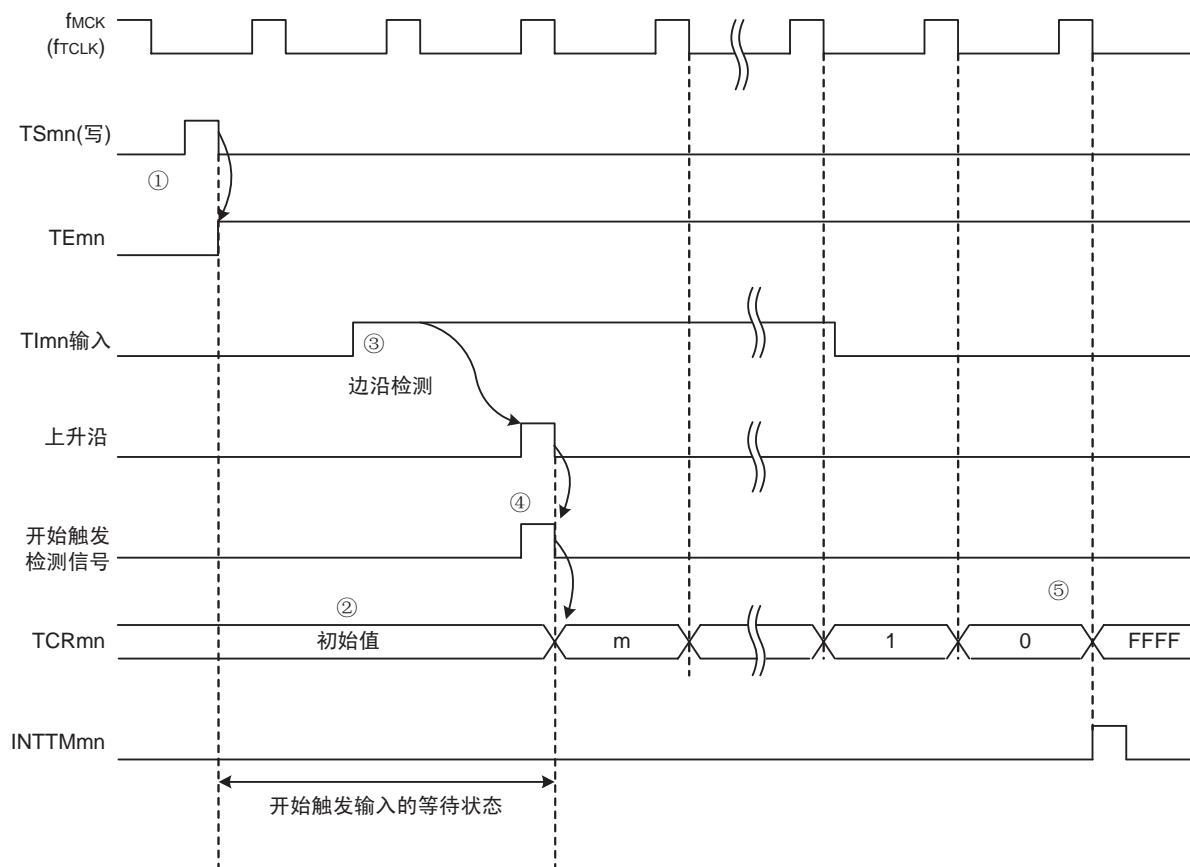 fMCK
(fTCLK)
TSmn(写)
①
TEmn
TImn输入
③
边沿检测
上升沿
④
开始触发
检测信号
②
⑤
TCRmn
初始值
m
1
0
FFFF
INTTMmn
开始触发输入的等待状态